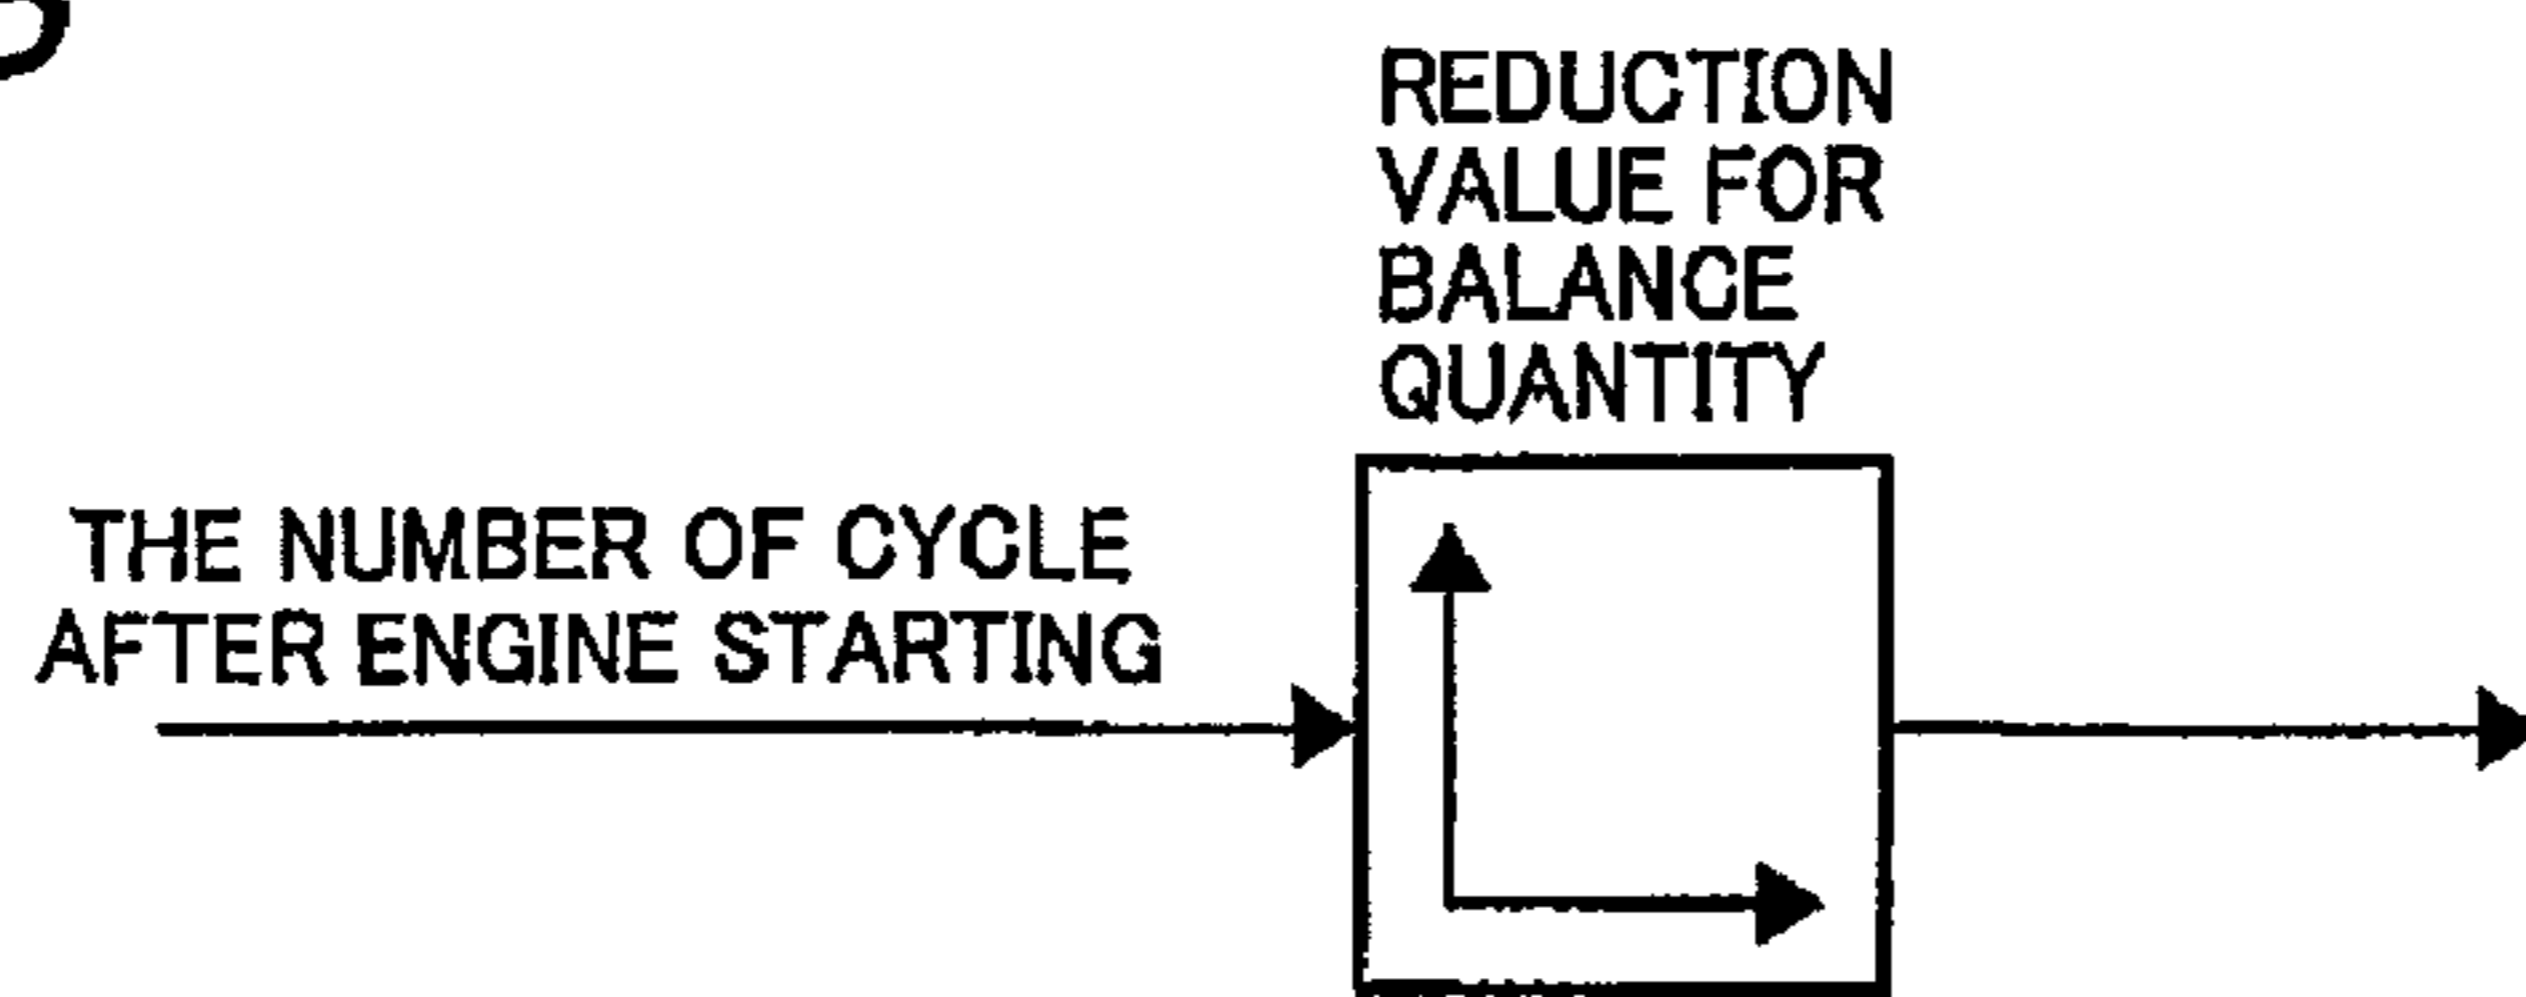 REDUCTION
VALUE FOR
BALANCE
QUANTITY
THE NUMBER OF CYCLE
AFTER ENGINE STARTING